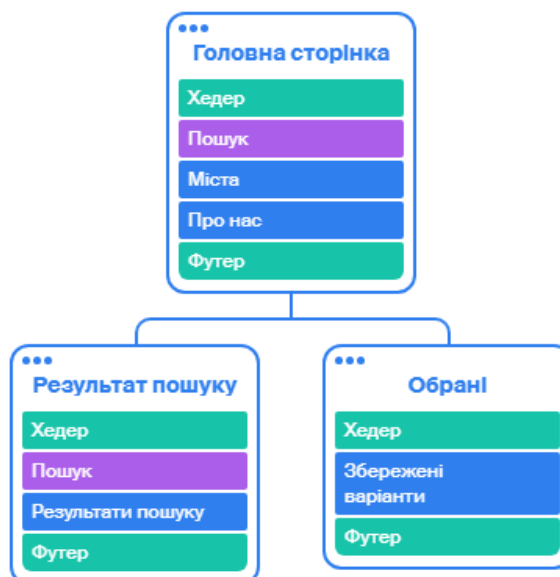 Головна сторінка
Хедер
Пошук
Міста
Про нас
Футер
Результат пошуку
Хедер
Пошук
Результати пошуку
Футер
Обрані
Хедер
Збережені
варіанти
Футер